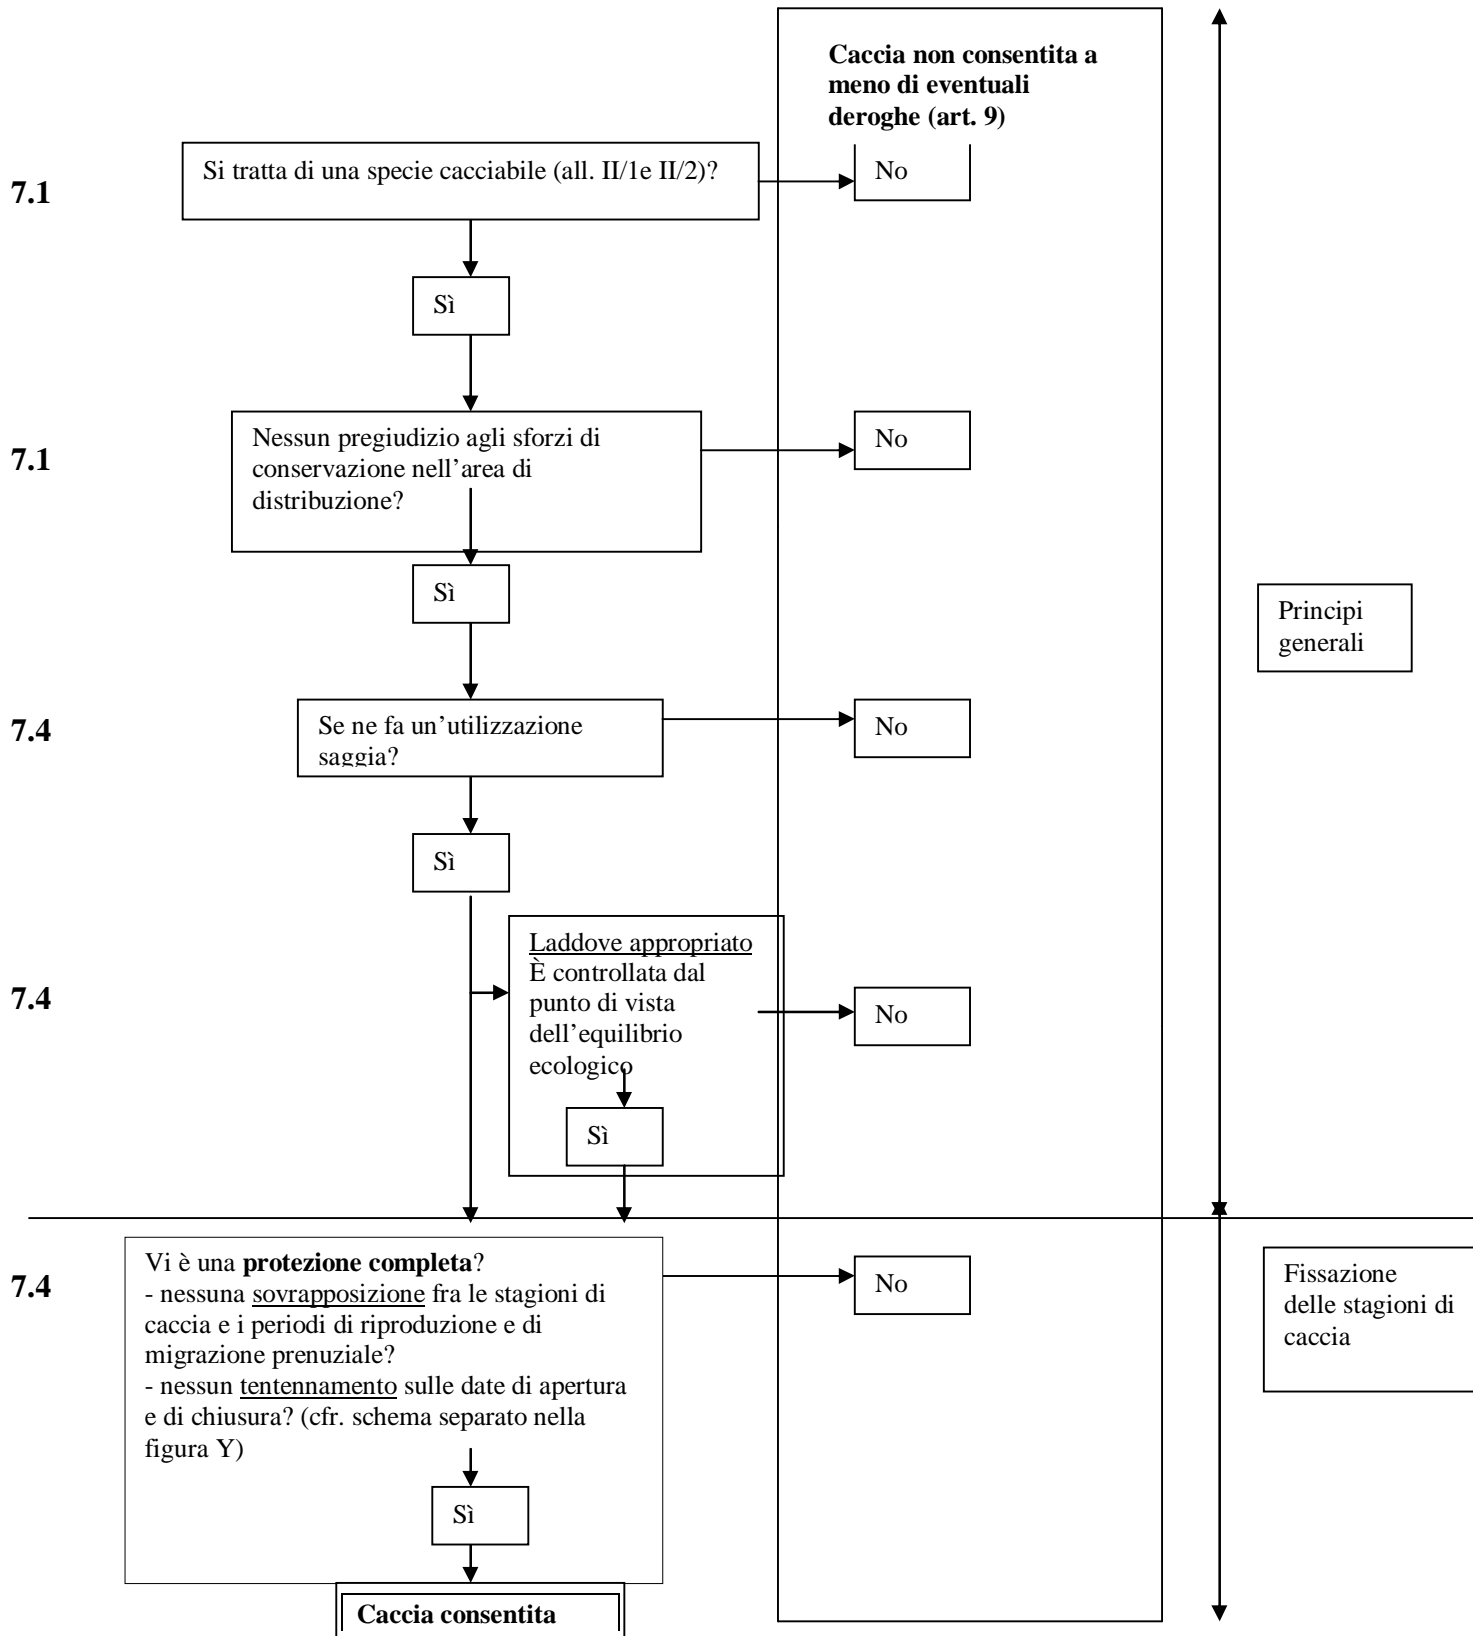 Caccia non consentita a
meno di eventuali
deroghe (art. 9)
7.1
Si tratta di una specie cacciabile (all. II/1e II/2)?
No
Sì
7.1
Nessun pregiudizio agli sforzi di
conservazione nell’area di
distribuzione?
No
Sì
Principi
generali
7.4
Se ne fa un’utilizzazione
saggia?
No
Sì
7.4
Laddove appropriato
È controllata dal
punto di vista
dell’equilibrio
ecologico
No
Sì
7.4
Vi è una protezione completa?
- nessuna sovrapposizione fra le stagioni di
caccia e i periodi di riproduzione e di
migrazione prenuziale?
- nessun tentennamento sulle date di apertura
e di chiusura? (cfr. schema separato nella
figura Y)
No
Fissazione
delle stagioni di
caccia
Sì
Caccia consentita